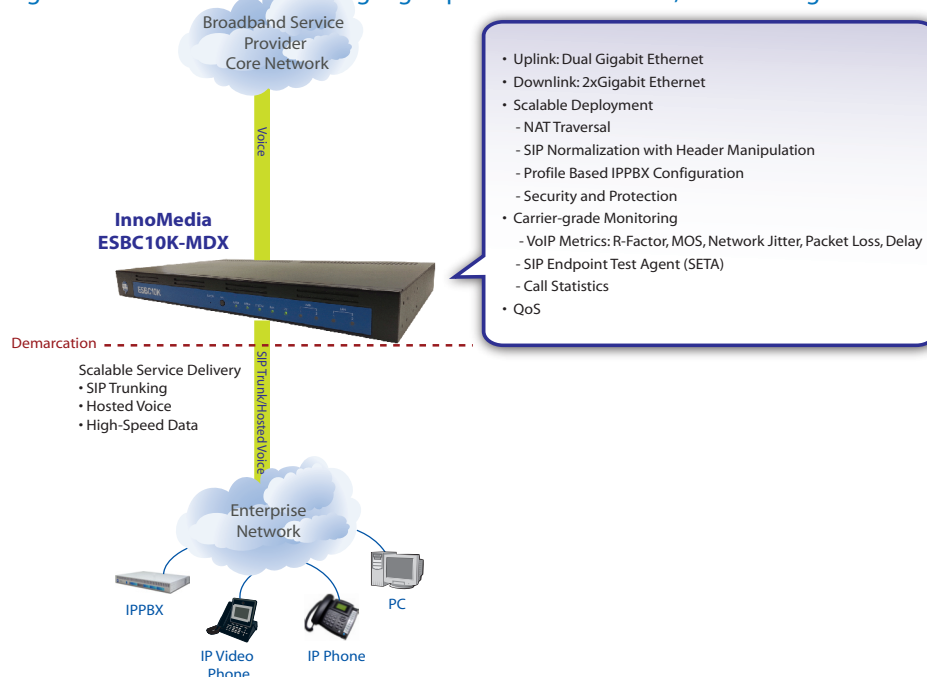 Broadband Service
Provider
Core Network
Voice
• Uplink: Dual Gigabit Ethernet
• Downlink: 2xGigabit Ethernet
• Scalable Deployment
- NAT Traversal
- SIP Normalization with Header Manipulation
- Profile Based IPPBX Configuration
- Security and Protection
• Carrier-grade Monitoring
- VoIP Metrics: R-Factor, MOS, Network Jitter, Packet Loss, Delay
- SIP Endpoint Test Agent (SETA)
- Call Statistics
• QoS
InnoMedia
ESBC10K-MDX
ESBC10K
Demarcation
Scalable Service Delivery
• SIP Trunking
• Hosted Voice
• High-Speed Data
SIP Trunk/Hosted Voice
Enterprise
Network
IPPBX
IP Video
Phone
IP Phone
PC